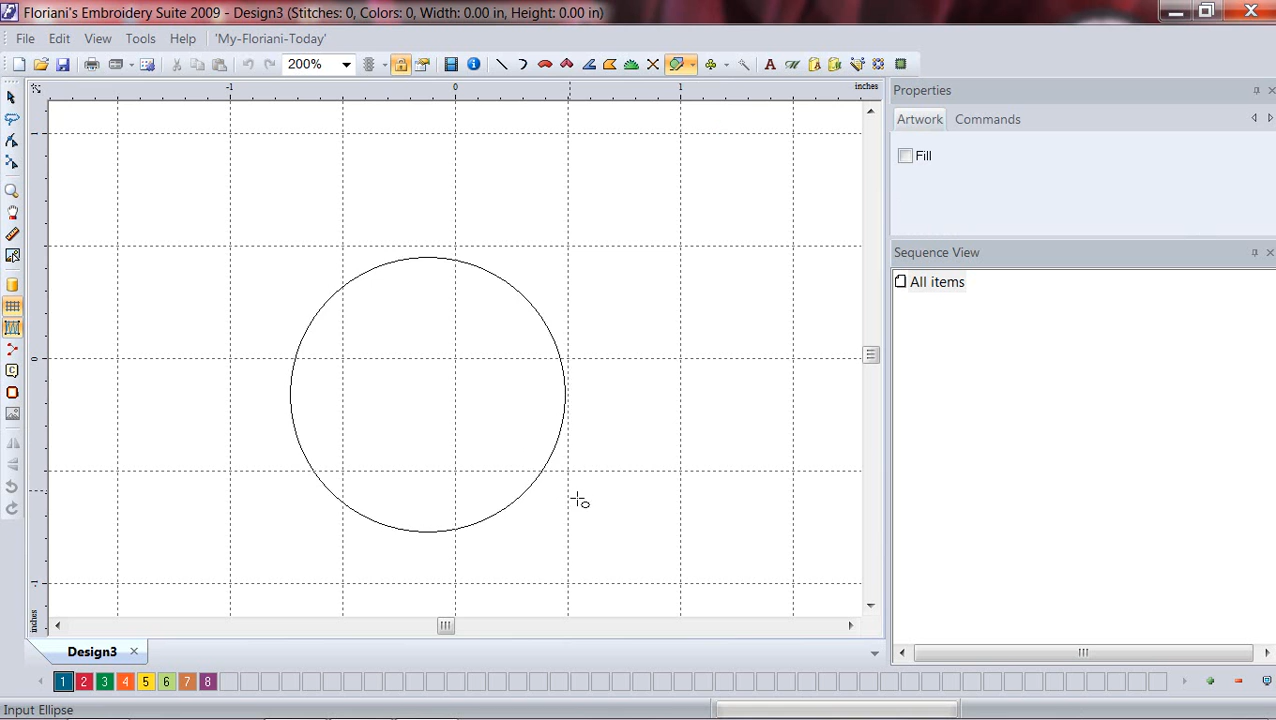 Floriani's Embroidery Suite 2009 - Design3 (Stitches: 0, Colors: 0, Width: 0.00 in, Height: 0.00 in)
File Edit View Tools Help 'My-Floriani-Today'
200%
-1 0 1 inches
Properties
Artwork Commands
Fill
Sequence View
All items
1
0
-1
inches
Design3
1 2 3 4 5 6 7 8
Input Ellipse